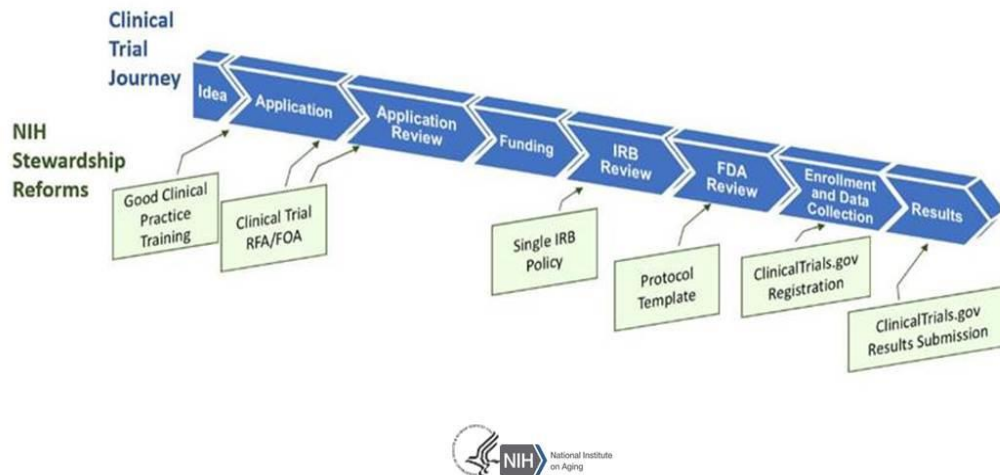 Clinical
Trial
Journey
Idea
Application
Application
Review
Funding
IRB
Review
FDA
Review
Enrollment
and Data
Collection
Results
NIH
Stewardship
Reforms
Good Clinical
Practice
Training
Clinical Trial
RFA/FOA
Single IRB
Policy
Protocol
Template
ClinicalTrials.gov
Registration
ClinicalTrials.gov
Results Submission
NIH
National Institute
on Aging